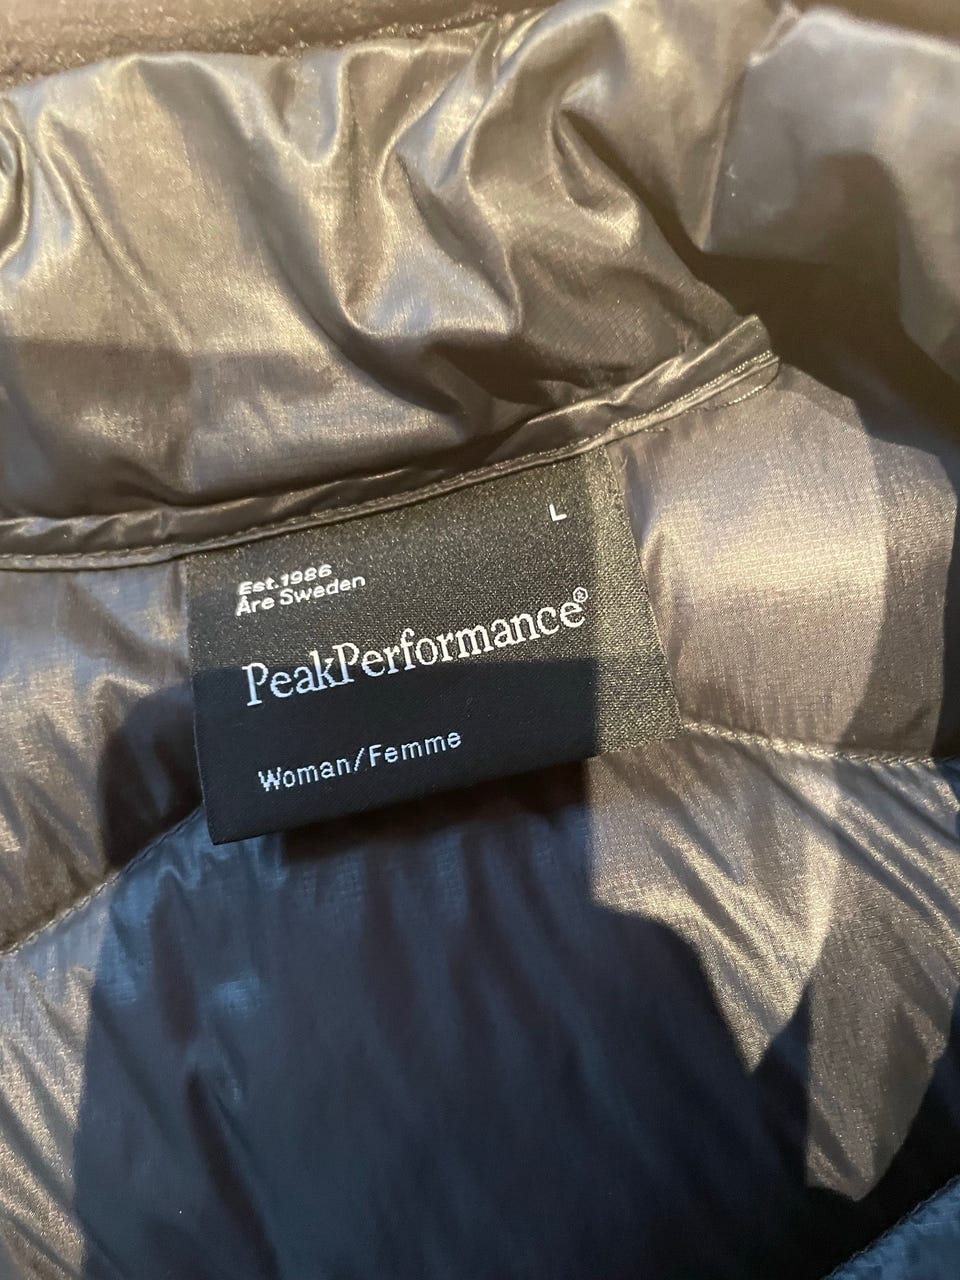 L
Est.1986
Åre Sweden
PeakPerformance®
Woman/Femme